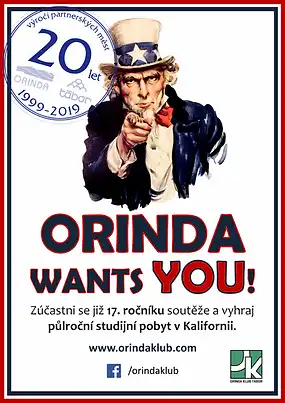 výročí partnerských měst
20
let
ORINDA
tábor
1999-2019
ORINDA
WANTS YOU!
Zúčastni se již 17. ročníku soutěže a vyhraj
půlroční studijní pobyt v Kalifornii.
www.orindaklub.com
f /orindaklub
ORINDA KLUB TÁBOR